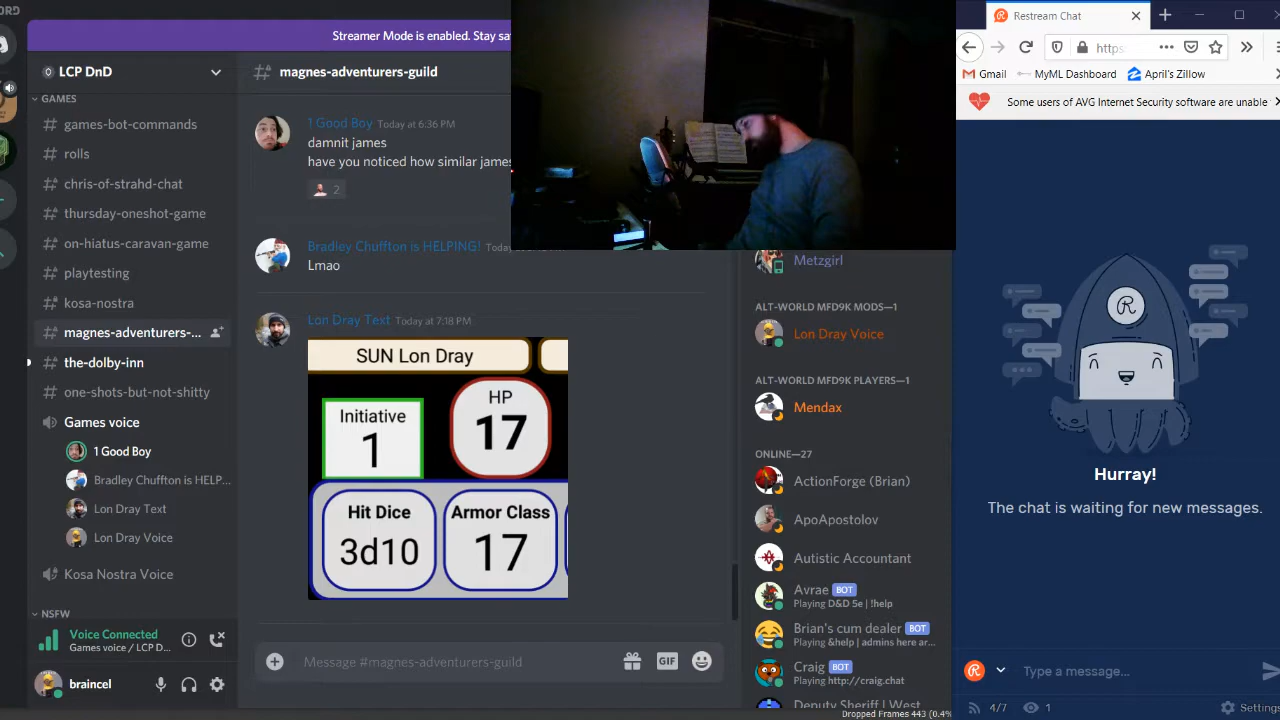 ORD
Streamer Mode is enabled. Stay sa
LCP DnD
GAMES
games-bot-commands
rolls
chris-of-strahd-chat
thursday-oneshot-game
on-hiatus-caravan-game
playtesting
kosa-nostra
magnes-adventurers-...
the-dolby-inn
one-shots-but-not-shitty
Games voice
1 Good Boy
Bradley Chuffton is HELP...
Lon Dray Text
Lon Dray Voice
Kosa Nostra Voice
NSFW
Voice Connected
Games voice / LCP D...
braincel
magnes-adventurers-guild
1 Good Boy Today at 6:36 PM
damnit james
have you noticed how similar james
2
Bradley Chuffton is HELPING!
Lmao
Lon Dray Text Today at 7:18 PM
SUN Lon Dray
Initiative
1
HP
17
Hit Dice
3d10
Armor Class
17
Message #magnes-adventurers-guild
GIF
Metzgirl
ALT-WORLD MFD9K MODS—1
Lon Dray Voice
ALT-WORLD MFD9K PLAYERS—1
Mendax
ONLINE—27
ActionForge (Brian)
ApoApostolov
Autistic Accountant
Avrae BOT
Playing D&D 5e | !help
Brian's cum dealer BOT
Playing &help | admins here ar...
Craig BOT
Playing http://craig.chat
Deputy Sheriff | West
Dropped Frames 443 (0.4%
Restream Chat
https
Gmail
MyML Dashboard
April's Zillow
Some users of AVG Internet Security software are unable
Hurray!
The chat is waiting for new messages.
Type a message...
4/7
1
Settings